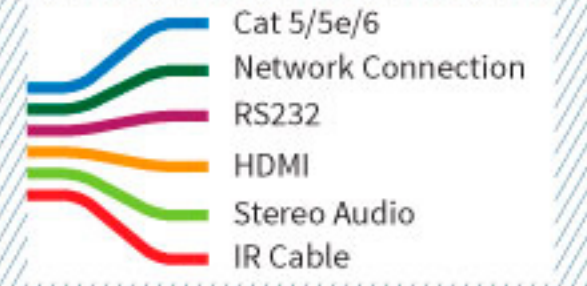 Cat 5/5e/6
Network Connection
RS232
HDMI
Stereo Audio
IR Cable